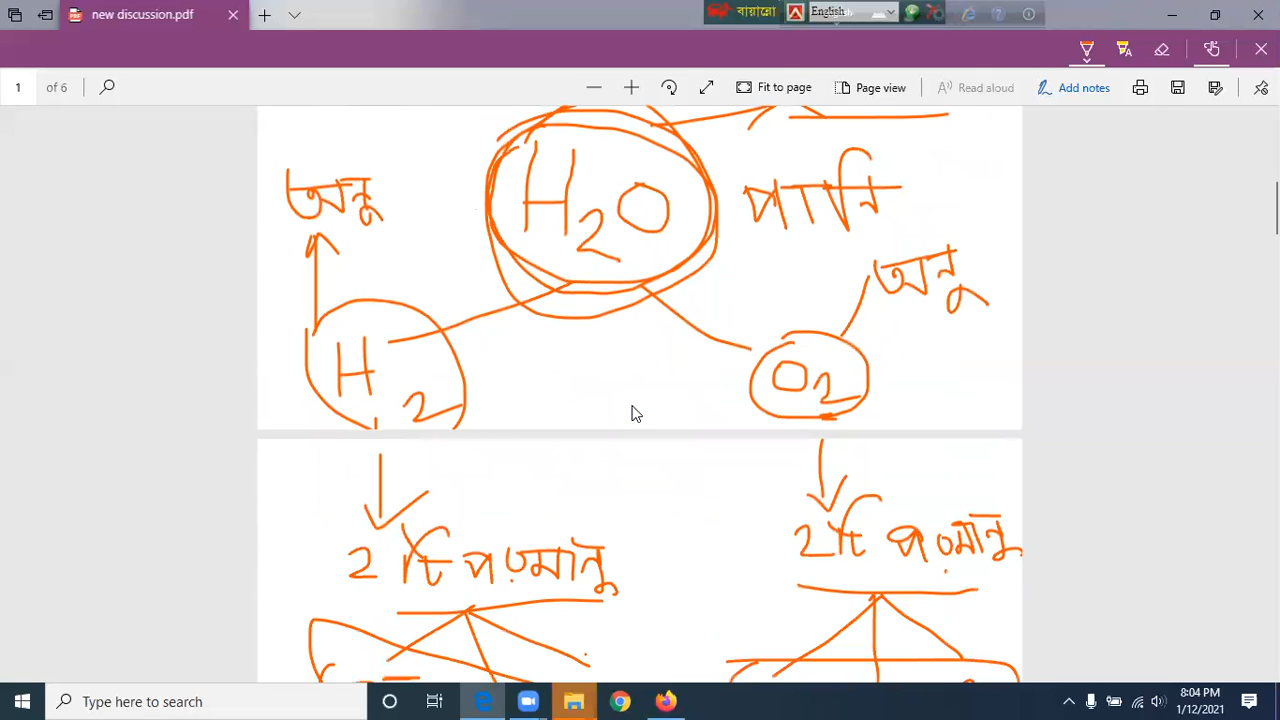 new discussion.pdf
বায়ান্নো
English
1 of 6
Fit to page
Page view
Read aloud
Add notes
H2O
পানি
অনু
অনু
H2
O2
2 টি পরমানু
2 টি পরমানু
Type here to search
8:04 PM
1/12/2021